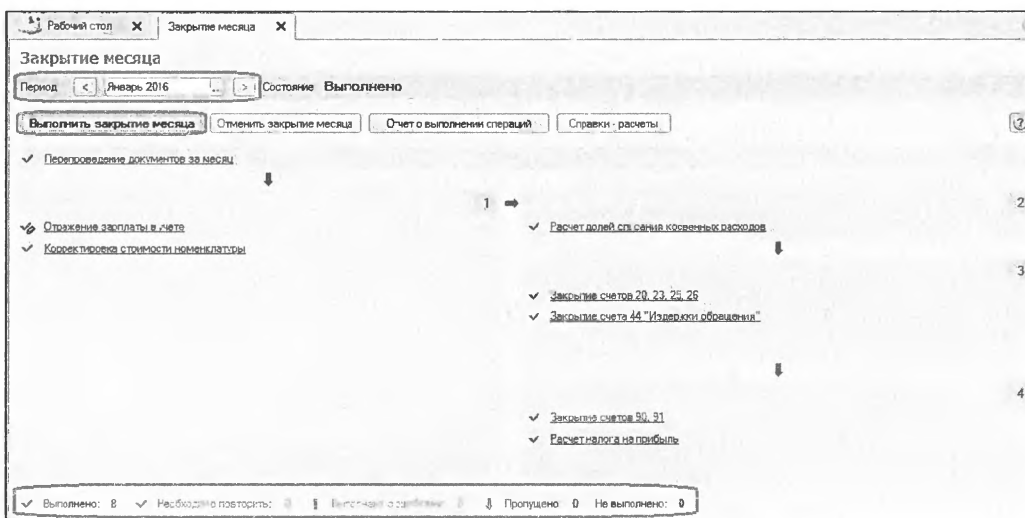 Рабочий стол X Закрытие месяца X
Закрытие месяца
Период < Январь 2016 ... > Состояние Выполнено
Выполнить закрытие месяца Отменить закрытие месяца Отчет о выполнении операций Справки - расчеты ?
Перепроведение документов за месяц
1 2
Отражение зарплаты в учете Расчет долей списания косвенных расходов
Корректировка стоимости номенклатуры
3
Закрытие счетов 20, 23, 25, 26
Закрытие счета 44 "Издержки обращения"
4
Закрытие счетов 90, 91
Расчет налога на прибыль
Выполнено: 8 Необходимо повторить: Пропущено 0 Не выполнено: 0